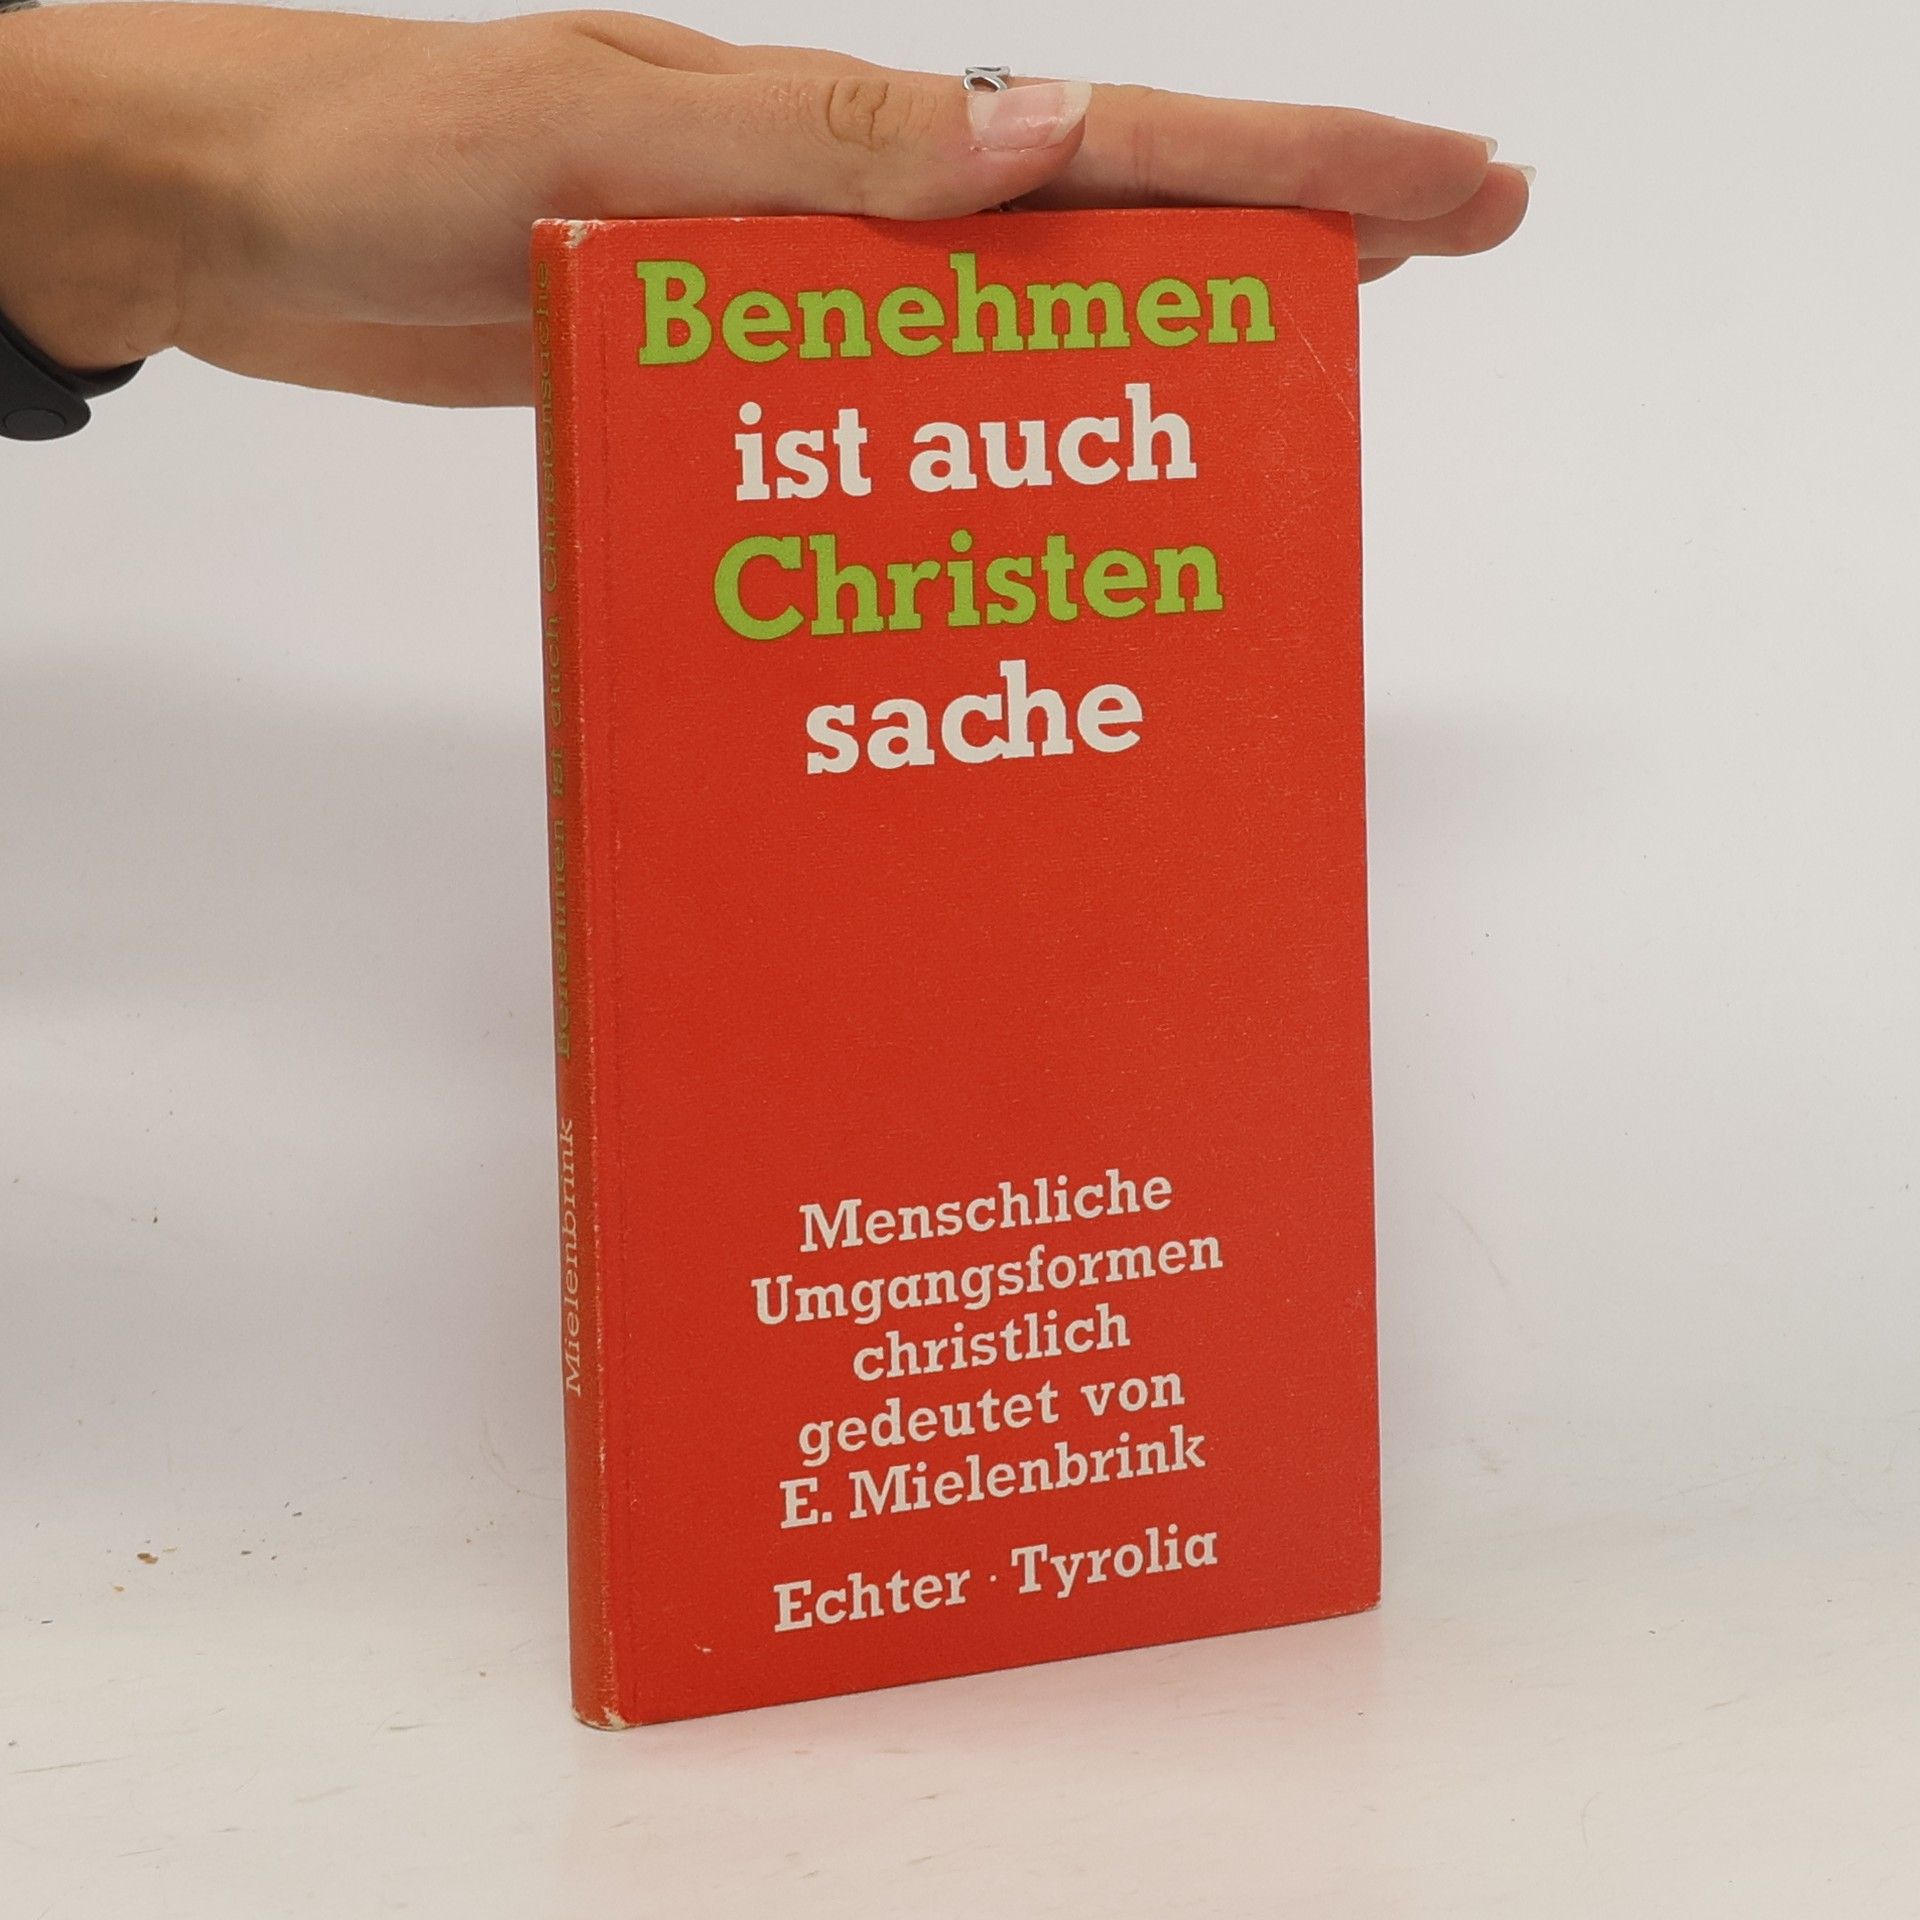 Benehmen
ist auch
Christen
sache
Menschliche
Umgangsformen
christlich
gedeutet von
E. Mielenbrink
Echter · Tyrolia
Mielenbrink Benehmen ist auch Christensache